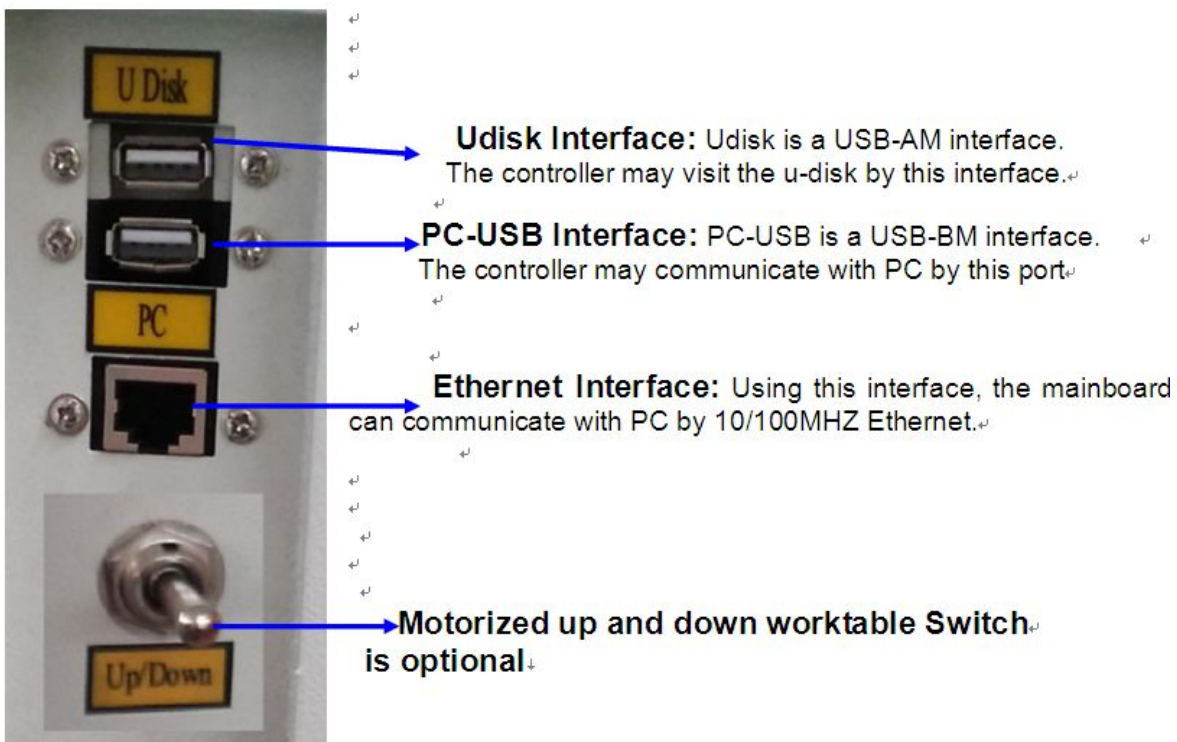 U Disk
Udisk Interface: Udisk is a USB-AM interface.
The controller may visit the u-disk by this interface.
PC-USB Interface: PC-USB is a USB-BM interface.
The controller may communicate with PC by this port
PC
Ethernet Interface: Using this interface, the mainboard
can communicate with PC by 10/100MHZ Ethernet.
Motorized up and down worktable Switch
is optional
Up/Down